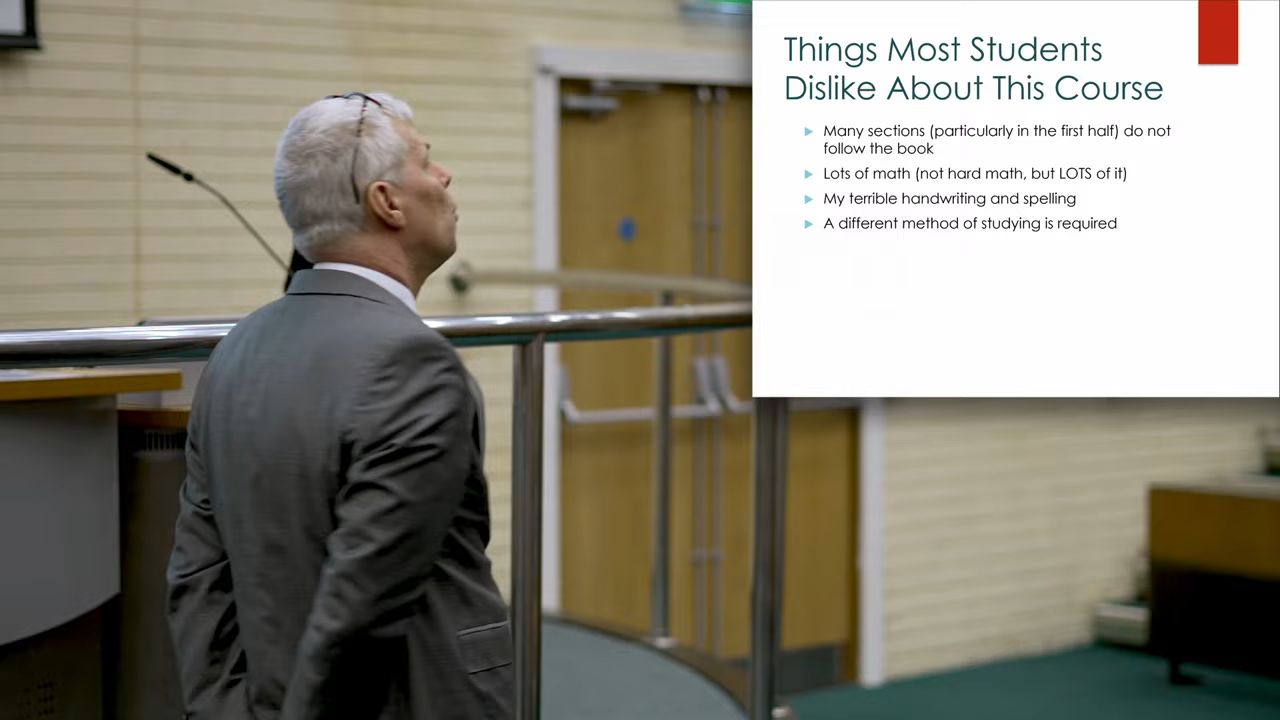 Things Most Students
Dislike About This Course
Many sections (particularly in the first half) do not
follow the book
Lots of math (not hard math, but LOTS of it)
My terrible handwriting and spelling
A different method of studying is required